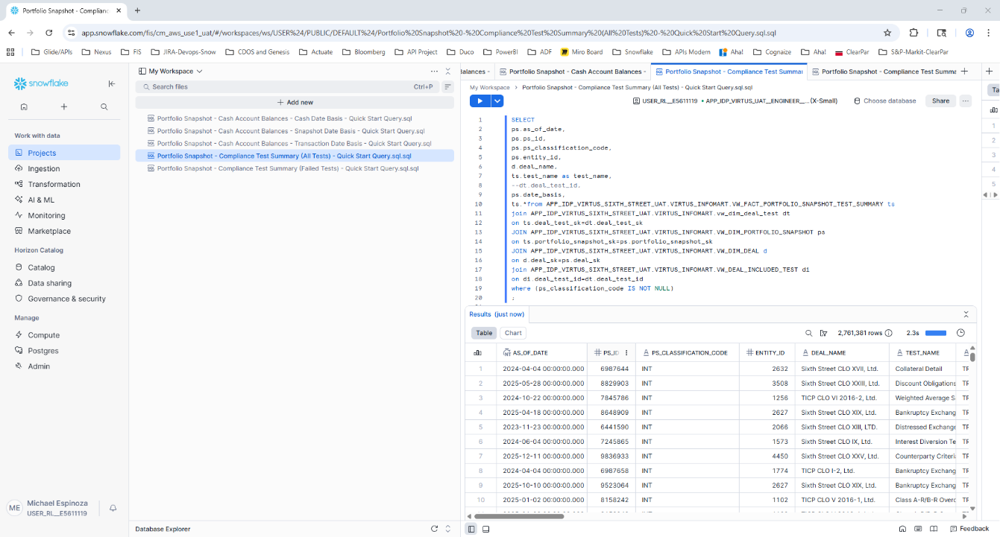 Portfolio Snapshot - Complianc
app.snowflake.com/fis/cm_aws_use1_uat/#/workspaces/ws/USER%24/PUBLIC/DEFAULT%24/Portfolio%20Snapshot%20-%20Compliance%20Test%20Summary%20(All%20Tests)%20-%20Quick%20Start%20Query.sql.sql
Glide/APIs Nexus FIS JIRA-Devops-Snow CDOS and Genesis Actuate Bloomberg API Project Duco PowerBI ADF Miro Board Snowflake APIs Modern Aha! Cognaize Aha! ClearPar S&P-Markit-ClearPar
snowflake
Work with data
Projects
Ingestion
Transformation
AI & ML
Monitoring
Marketplace
Horizon Catalog
Catalog
Data sharing
Governance & security
Manage
Compute
Postgres
Admin
ME
Michael Espinoza
USER_RL__E5611119
My Workspace
Search files Ctrl+P
Add new
Portfolio Snapshot - Cash Account Balances - Cash Date Basis - Quick Start Query.sql
Portfolio Snapshot - Cash Account Balances - Snapshot Date Basis - Quick Start Query.sql
Portfolio Snapshot - Cash Account Balances - Transaction Date Basis - Quick Start Query.sql
Portfolio Snapshot - Compliance Test Summary (All Tests) - Quick Start Query.sql.sql
Portfolio Snapshot - Compliance Test Summary (Failed Tests) - Quick Start Query.sql.sql
Database Explorer
Balances - Portfolio Snapshot - Cash Account Balances - Portfolio Snapshot - Compliance Test Summar Portfolio Snapshot - Compliance Test Summa
My Workspace > Portfolio Snapshot - Compliance Test Summary (All Tests) - Quick Start Query.sql.sql
USER_RL__E5611119 • APP_IDP_VIRTUS_UAT_ENGINEER__... (X-Small) Choose database Share
1 SELECT
2 ps.as_of_date,
3 ps.ps_id,
4 ps.ps_classification_code,
5 ps.entity_id,
6 d.deal_name,
7 ts.test_name as test_name,
8 --dt.deal_test_id,
9 ps.date_basis,
10 ts.*from APP_IDP_VIRTUS_SIXTH_STREET_UAT.VIRTUS_INFOMART.VW_FACT_PORTFOLIO_SNAPSHOT_TEST_SUMMARY ts
11 join APP_IDP_VIRTUS_SIXTH_STREET_UAT.VIRTUS_INFOMART.vw_dim_deal_test dt
12 on ts.deal_test_sk=dt.deal_test_sk
13 JOIN APP_IDP_VIRTUS_SIXTH_STREET_UAT.VIRTUS_INFOMART.VW_DIM_PORTFOLIO_SNAPSHOT ps
14 on ts.portfolio_snapshot_sk=ps.portfolio_snapshot_sk
15 JOIN APP_IDP_VIRTUS_SIXTH_STREET_UAT.VIRTUS_INFOMART.VW_DIM_DEAL d
16 on d.deal_sk=ps.deal_sk
17 join APP_IDP_VIRTUS_SIXTH_STREET_UAT.VIRTUS_INFOMART.VW_DEAL_INCLUDED_TEST di
18 on di.deal_test_id=dt.deal_test_id
19 where (ps_classification_code IS NOT NULL)
20 ;
Results (just now)
Table Chart 2,761,381 rows 2.3s
AS_OF_DATE PS_ID PS_CLASSIFICATION_CODE ENTITY_ID DEAL_NAME TEST_NAME
1 2024-04-04 00:00:00.000 6987644 INT 2632 Sixth Street CLO XVII, Ltd. Collateral Detail TF
2 2025-05-28 00:00:00.000 8829903 INT 3508 Sixth Street CLO XXIII, Ltd. Discount Obligations TF
3 2024-10-22 00:00:00.000 7845786 INT 1256 TICP CLO VI 2016-2, Ltd. Weighted Average S TF
4 2025-04-18 00:00:00.000 8648909 INT 2627 Sixth Street CLO XIX, Ltd. Bankruptcy Exchang TF
5 2023-11-23 00:00:00.000 6441590 INT 2066 Sixth Street CLO XIII, LTD. Distressed Exchange TF
6 2024-06-04 00:00:00.000 7245865 INT 1573 Sixth Street CLO IX, Ltd. Interest Diversion Te TF
7 2025-12-11 00:00:00.000 9836933 INT 4450 Sixth Street CLO XXV, Ltd. Counterparty Criteri TF
8 2024-04-04 00:00:00.000 6987658 INT 1774 TICP CLO I-2, Ltd. Bankruptcy Exchang TF
9 2025-10-10 00:00:00.000 9523064 INT 2627 Sixth Street CLO XIX, Ltd. Bankruptcy Exchang TF
10 2025-01-02 00:00:00.000 8158242 INT 1102 TICP CLO V 2016-1, Ltd. Class A-R/B-R Overc TF
Ta
1
2
3
4
5
Feedback